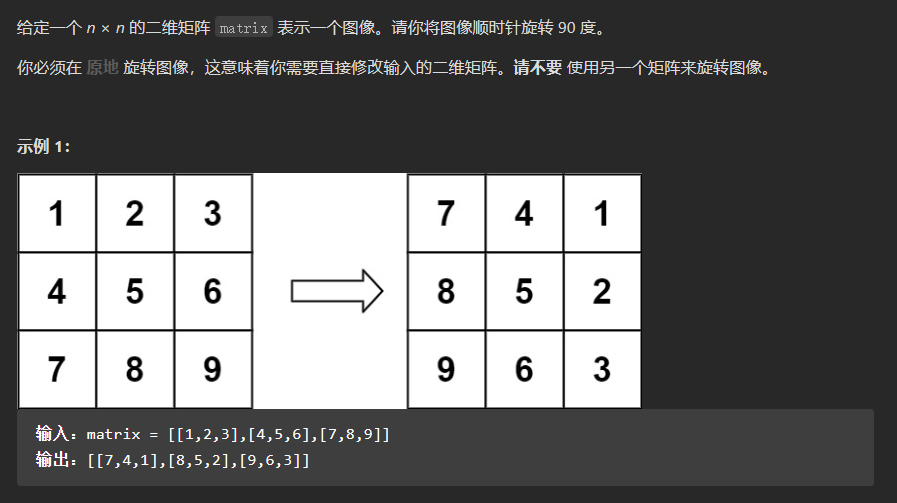 给定一个 n × n 的二维矩阵 matrix 表示一个图像。请你将图像顺时针旋转 90 度。
你必须在 原地 旋转图像，这意味着你需要直接修改输入的二维矩阵。请不要 使用另一个矩阵来旋转图像。
示例 1：
1 2 3 7 4 1
4 5 6 8 5 2
7 8 9 9 6 3
输入：matrix = [[1,2,3],[4,5,6],[7,8,9]]
输出：[[7,4,1],[8,5,2],[9,6,3]]